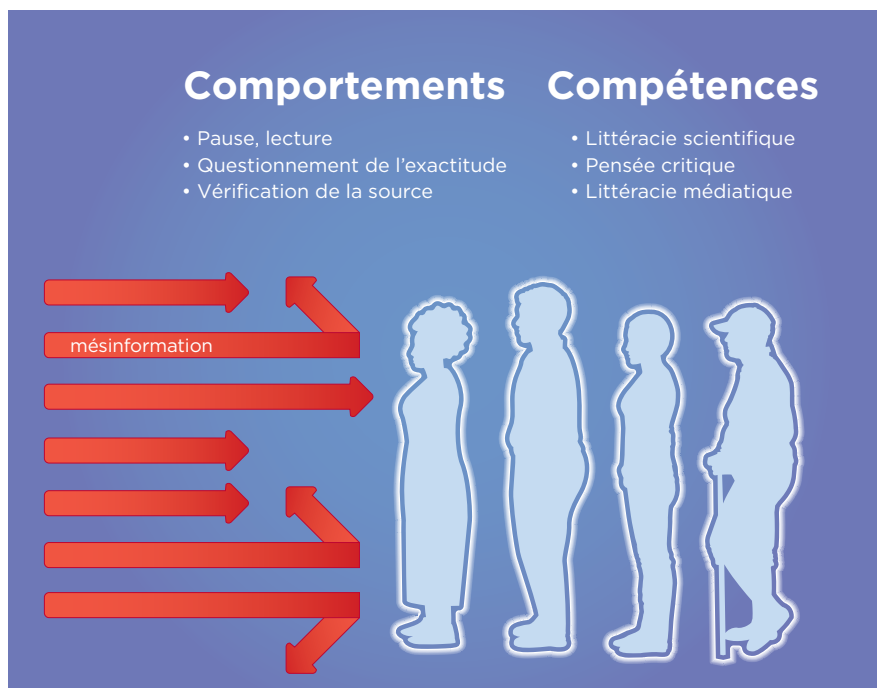 Comportements
• Pause, lecture
• Questionnement de l’exactitude
• Vérification de la source
Compétences
• Littéracie scientifique
• Pensée critique
• Littéracie médiatique
mésinformation